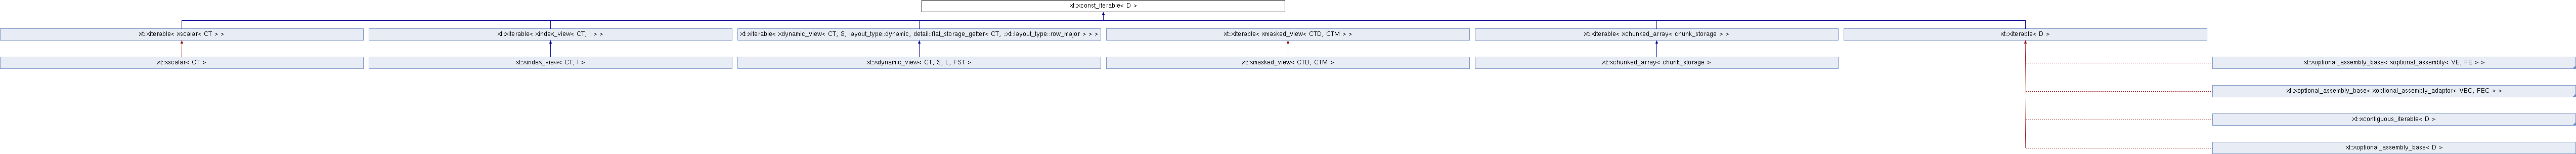 xt::xconst_iterable< D >
xt::xiterable< xscalar< CT > >
xt::xiterable< xindex_view< CT, I > >
xt::xiterable< xdynamic_view< CT, S, layout_type::dynamic, detail::flat_storage_getter< CT, ::xt::layout_type::row_major > > >
xt::xiterable< xmasked_view< CTD, CTM > >
xt::xiterable< xchunked_array< chunk_storage > >
xt::xiterable< D >
xt::xscalar< CT >
xt::xindex_view< CT, I >
xt::xdynamic_view< CT, S, L, FST >
xt::xmasked_view< CTD, CTM >
xt::xchunked_array< chunk_storage >
xt::xoptional_assembly_base< xoptional_assembly< VE, FE > >
xt::xoptional_assembly_base< xoptional_assembly_adaptor< VEC, FEC > >
xt::xcontiguous_iterable< D >
xt::xoptional_assembly_base< D >